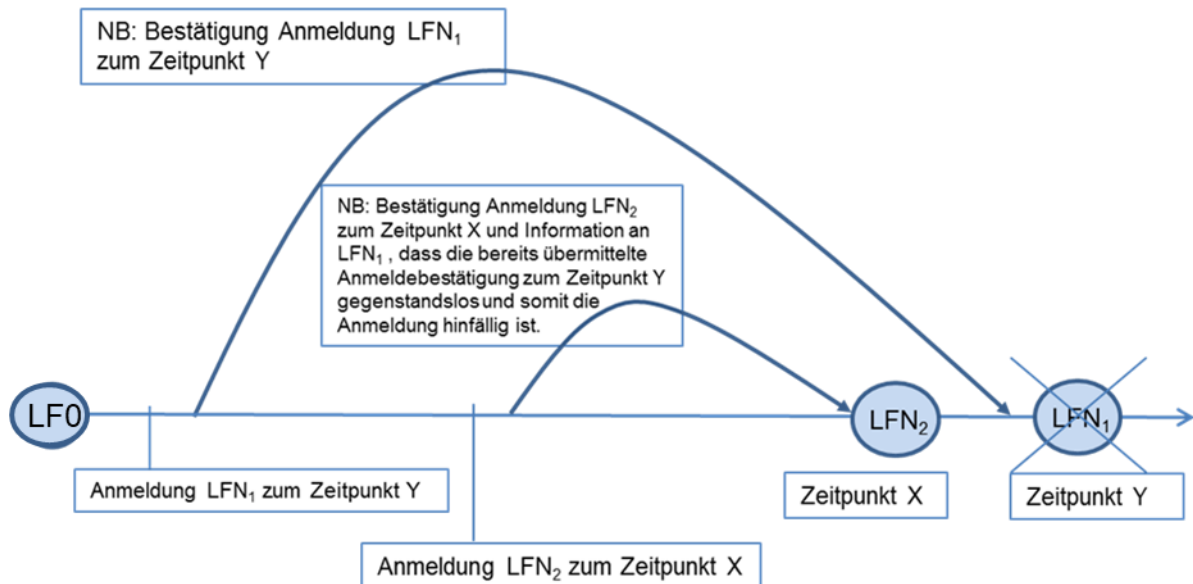 NB: Bestätigung Anmeldung LFN₁
zum Zeitpunkt Y
NB: Bestätigung Anmeldung LFN₂
zum Zeitpunkt X und Information an
LFN₁ , dass die bereits übermittelte
Anmeldebestätigung zum Zeitpunkt Y
gegenstandslos und somit die
Anmeldung hinfällig ist.
LF0
LFN₂
LFN₁
Anmeldung LFN₁ zum Zeitpunkt Y
Zeitpunkt X
Zeitpunkt Y
Anmeldung LFN₂ zum Zeitpunkt X